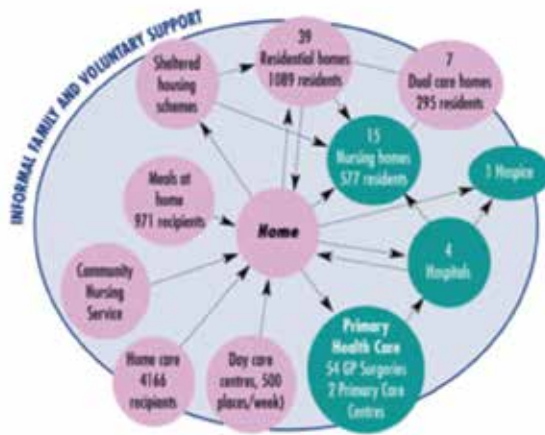 INFORMAL FAMILY AND VOLUNTARY SUPPORT
Sheltered
housing
schemes
39
Residential homes
1089 residents
7
Dual care homes
295 residents
15
Nursing homes
577 residents
1 Hospice
Meals at
home
971 recipients
Home
4
Hospitals
Community
Nursing
Service
Home care
4166
recipients
Day care
centres, 500
places/week)
Primary
Health Care
54 GP Surgeries
2 Primary Care
Centres